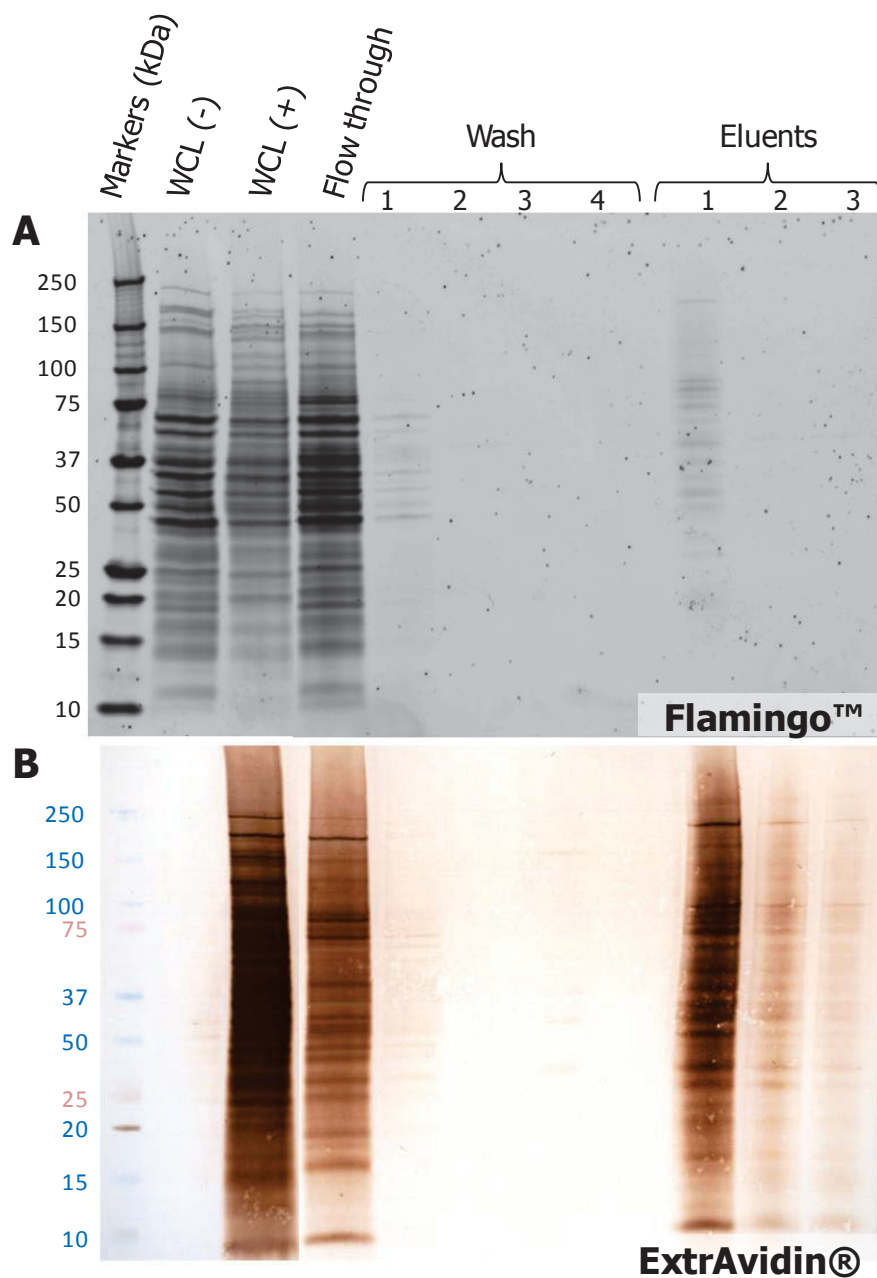 Markers (kDa)
WCL (-)
WCL (+)
Flow through
Wash
Eluents
1 2 3 4 1 2 3
A
250
150
100
75
37
50
25
20
15
10
Flamingo™
B
250
150
100
75
37
50
25
20
15
10
ExtrAvidin®